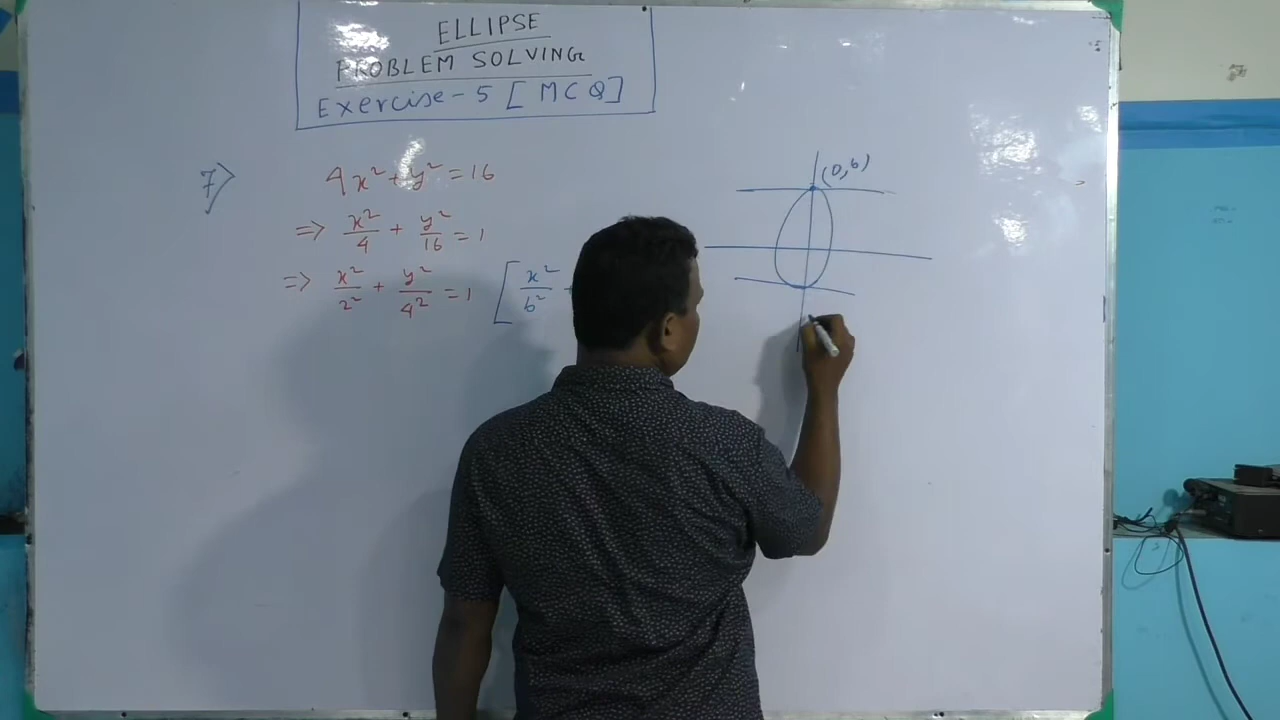 ELLIPSE
PROBLEM SOLVING
Exercise-5 [MCQ]
7> 4x²+y²=16
=> x²/4 + y²/16 = 1
=> x²/2² + y²/4² = 1 [x²/b² +
(0,b)